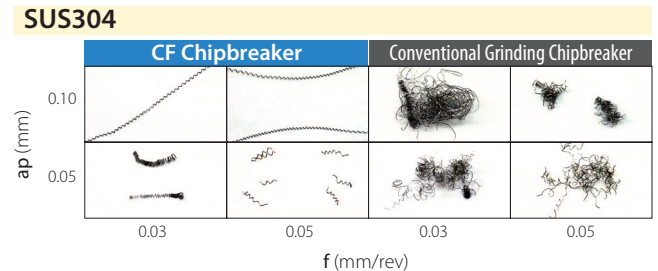 SUS304
CF Chipbreaker
Conventional Grinding Chipbreaker
ap (mm)
0.10
0.05
0.03
0.05
0.03
0.05
f (mm/rev)